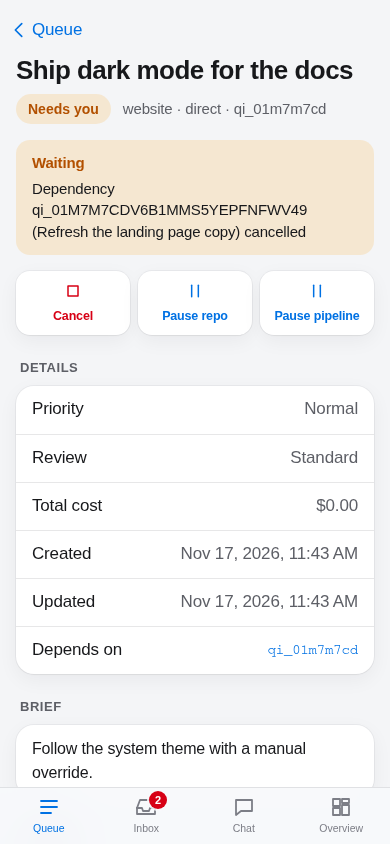 Queue
Ship dark mode for the docs
Needs you website · direct · qi_01m7m7cd
Waiting
Dependency
qi_01M7M7CDV6B1MMS5YEPFNFWV49
(Refresh the landing page copy) cancelled
Cancel Pause repo Pause pipeline
DETAILS
Priority Normal
Review Standard
Total cost $0.00
Created Nov 17, 2026, 11:43 AM
Updated Nov 17, 2026, 11:43 AM
Depends on qi_01m7m7cd
BRIEF
Follow the system theme with a manual
override.
2
Queue Inbox Chat Overview